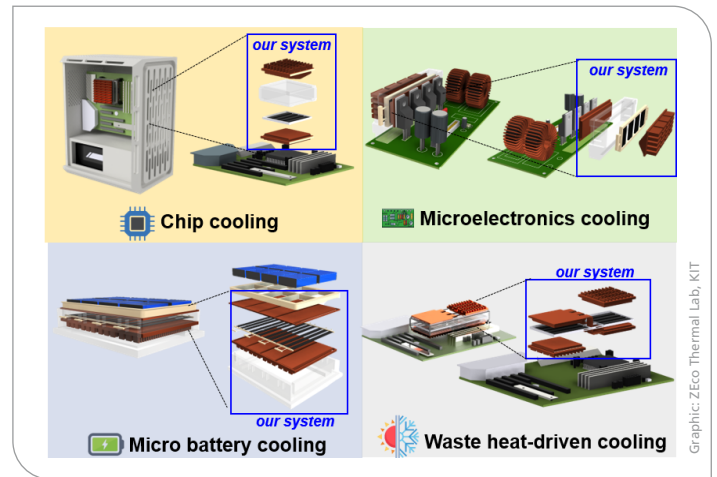 our system
Chip cooling
our system
Microelectronics cooling
our system
Micro battery cooling
our system
Waste heat-driven cooling
Graphic: ZEco Thermal Lab, KIT